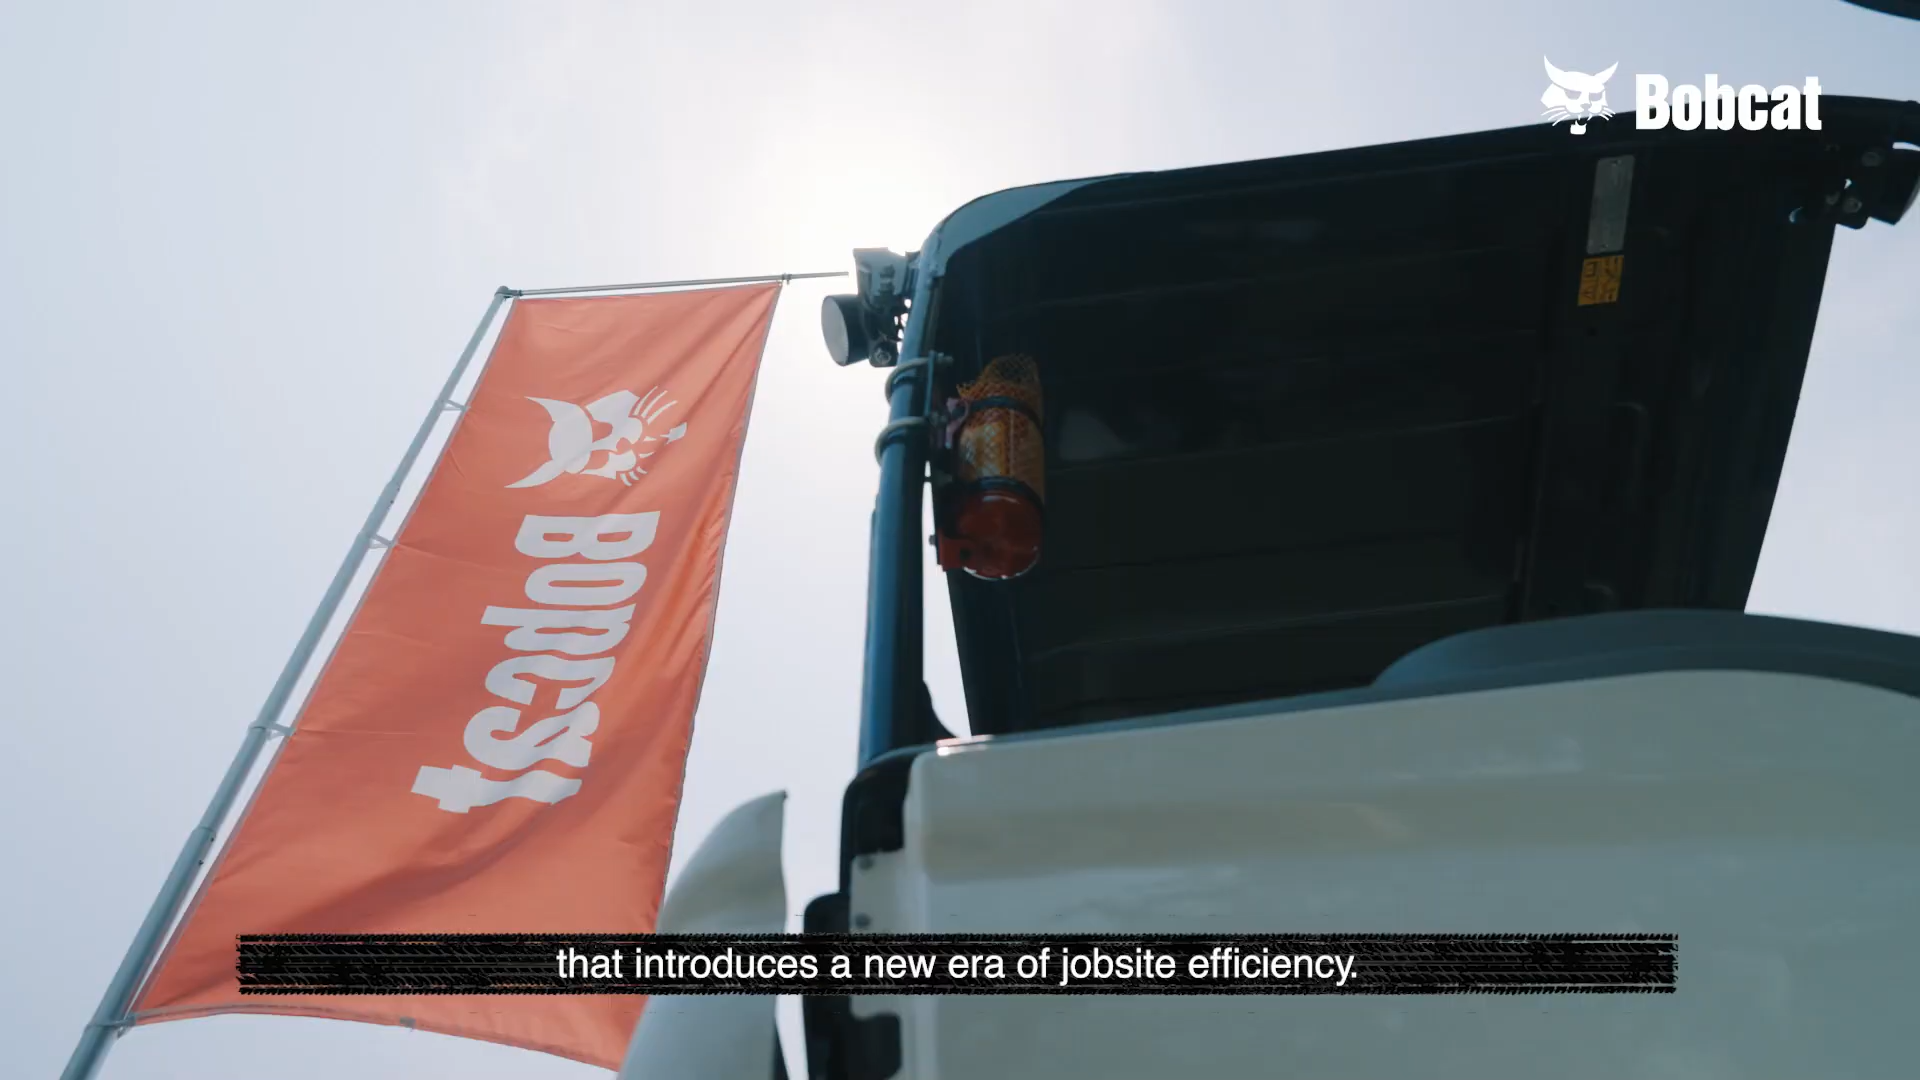 Bobcat
Bobcat
that introduces a new era of jobsite efficiency.